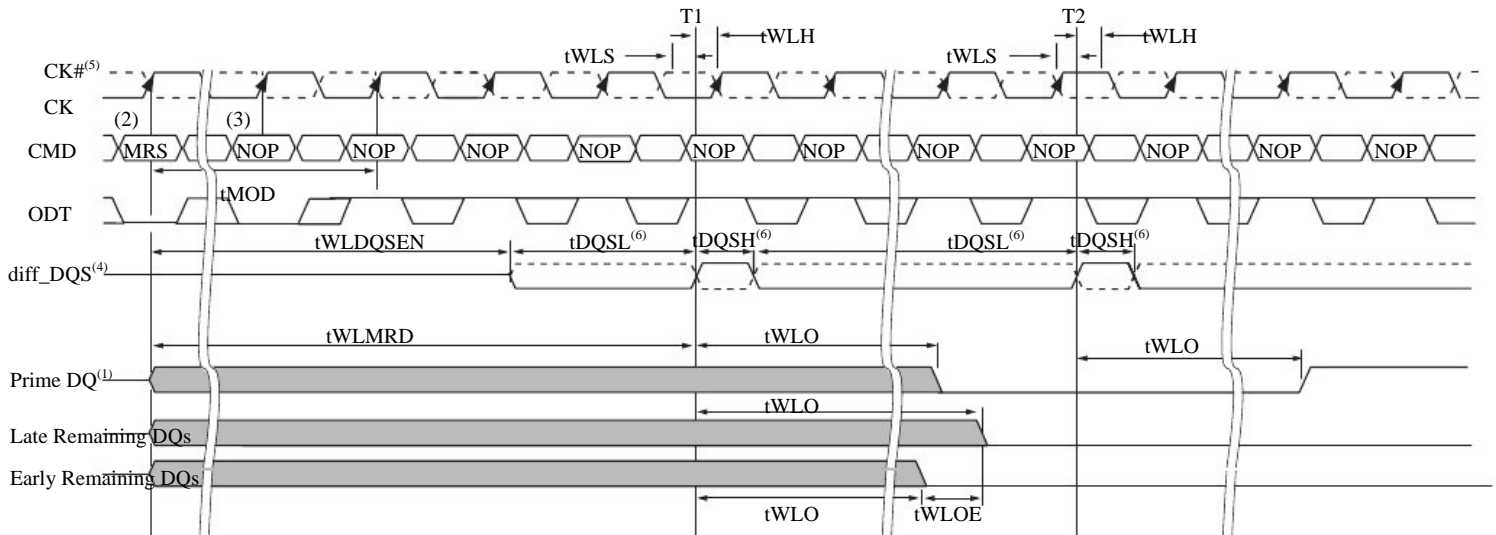 T1 T2
tWLH tWLH
tWLS tWLS
CK#(5)
CK
(2) (3)
CMD MRS NOP NOP NOP NOP NOP NOP NOP NOP NOP NOP NOP
tMOD
ODT
tWLDQSEN tDQSL(6) tDQSH(6) tDQSL(6) tDQSH(6)
diff_DQS(4)
tWLMRD tWLO tWLO
Prime DQ(1)
tWLO
Late Remaining DQs
Early Remaining DQs
tWLO tWLOE